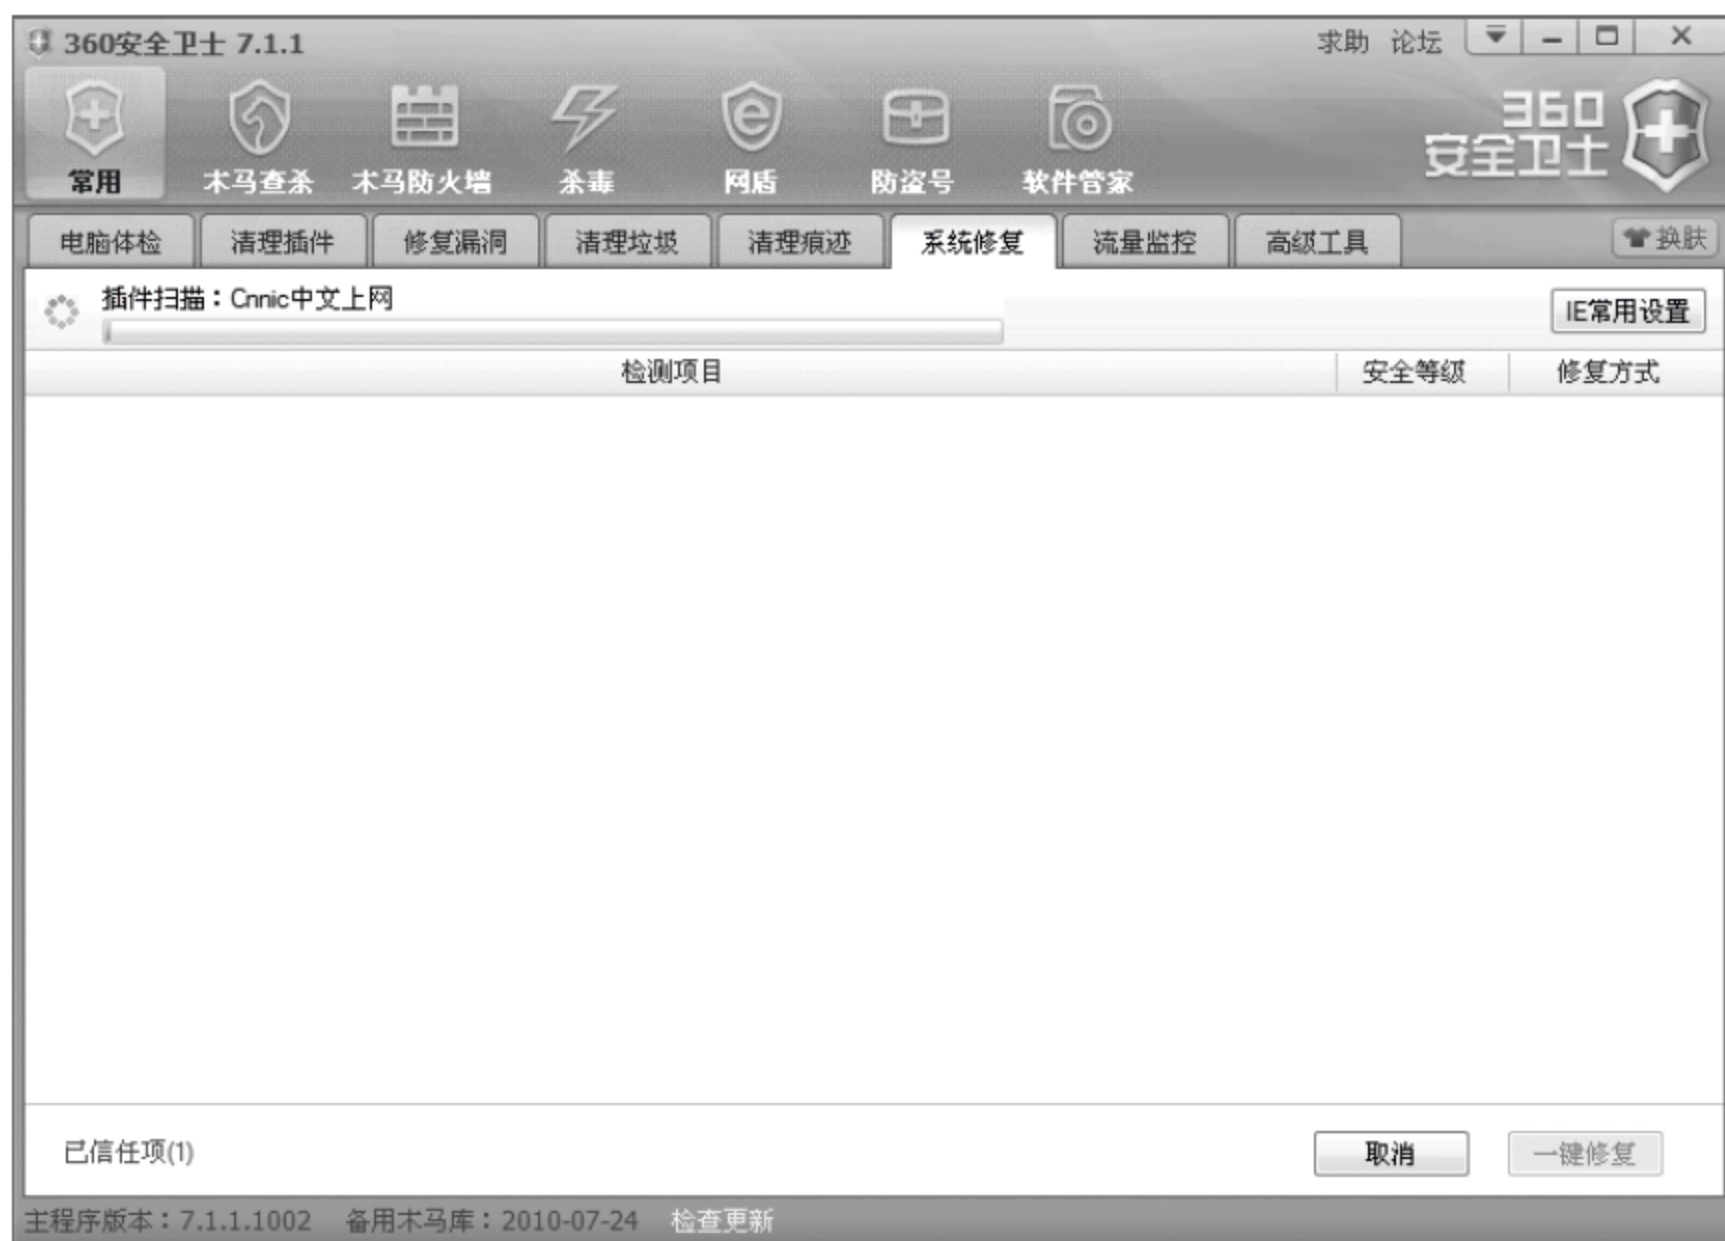 360安全卫士 7.1.1
求助 论坛
360
安全卫士
常用 木马查杀 木马防火墙 杀毒 网盾 防盗号 软件管家
电脑体检 清理插件 修复漏洞 清理垃圾 清理痕迹 系统修复 流量监控 高级工具 换肤
插件扫描：Cnnic中文上网
IE常用设置
检测项目 安全等级 修复方式
已信任项(1) 取消 一键修复
主程序版本：7.1.1.1002 备用木马库：2010-07-24 检查更新